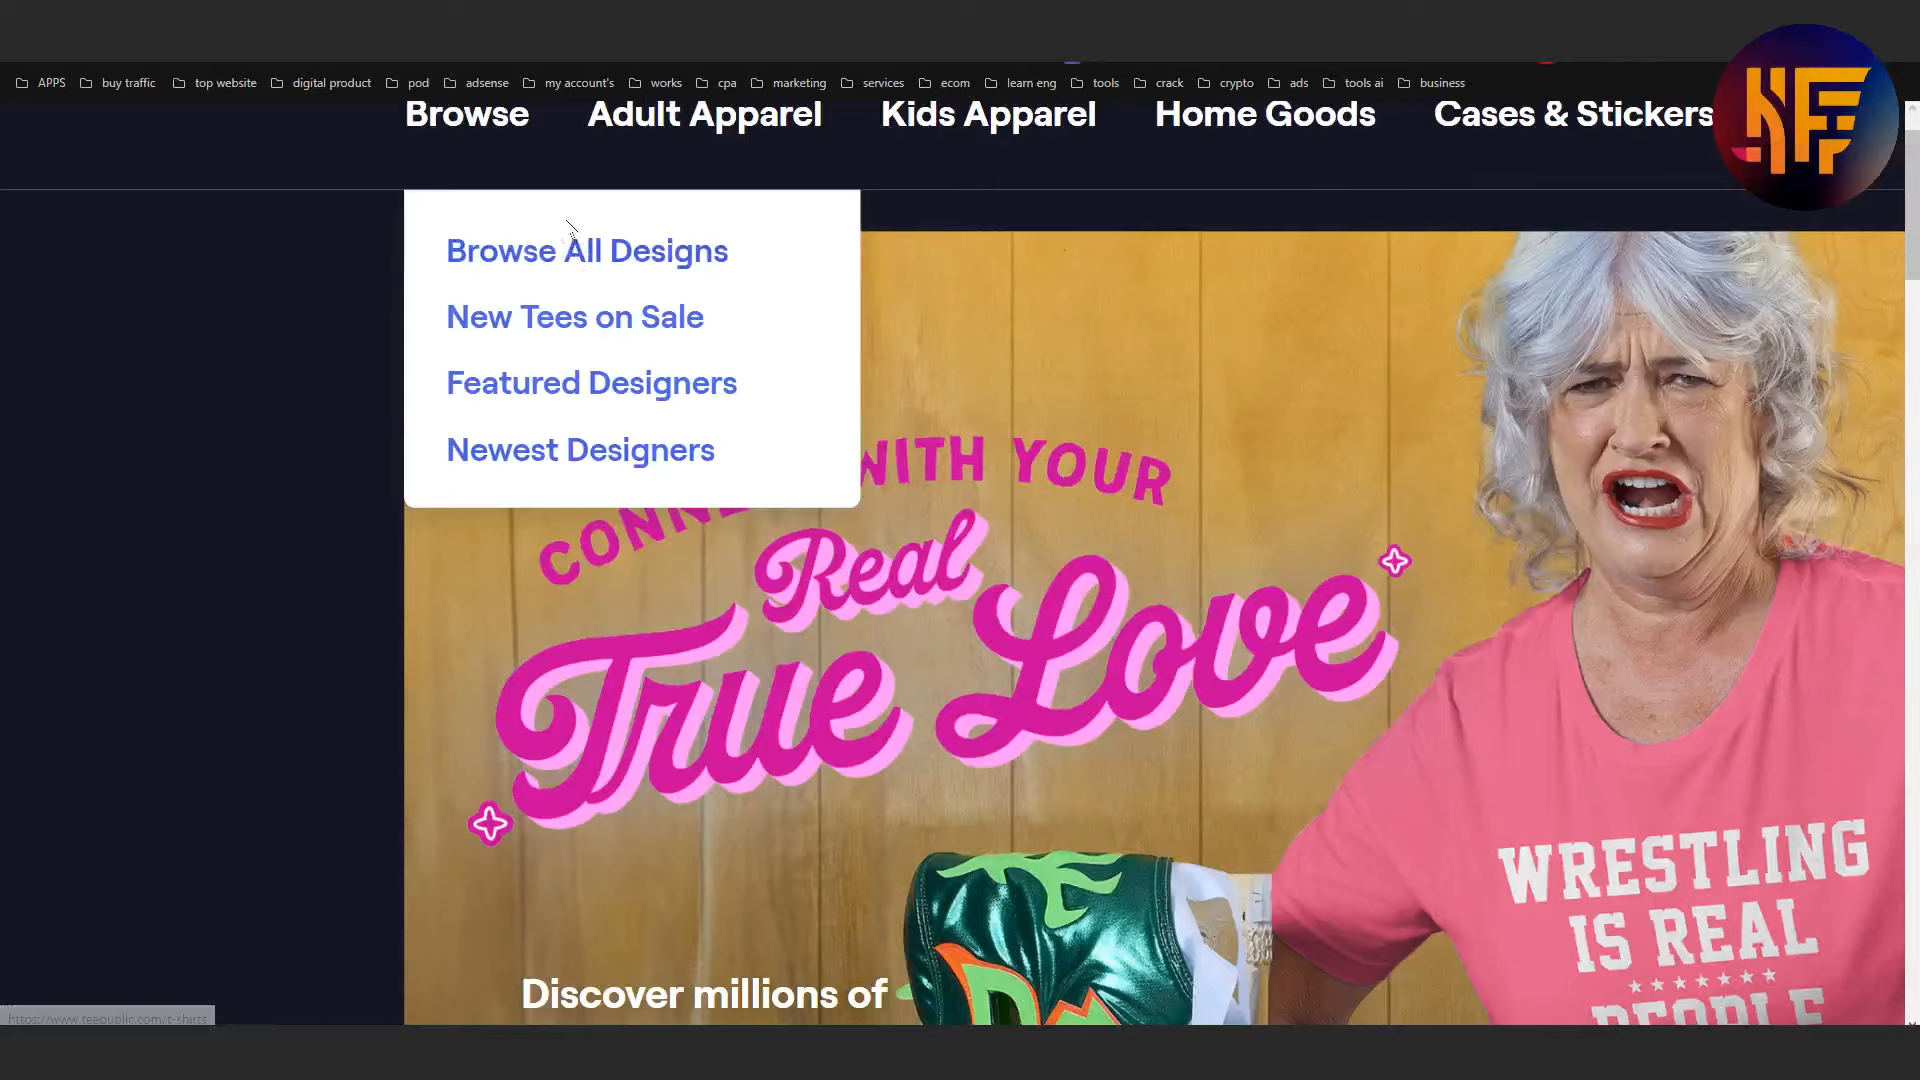 APPS buy traffic top website digital product pod adsense my account's works cpa marketing services ecom learn eng tools crack crypto ads tools ai business
Browse Adult Apparel Kids Apparel Home Goods Cases & Stickers
Browse All Designs
New Tees on Sale
Featured Designers
Newest Designers
WITH YOUR
Real
True Love
WRESTLING
IS REAL
PEOPLE
Discover millions of
https://www.teepublic.com/t-shirts